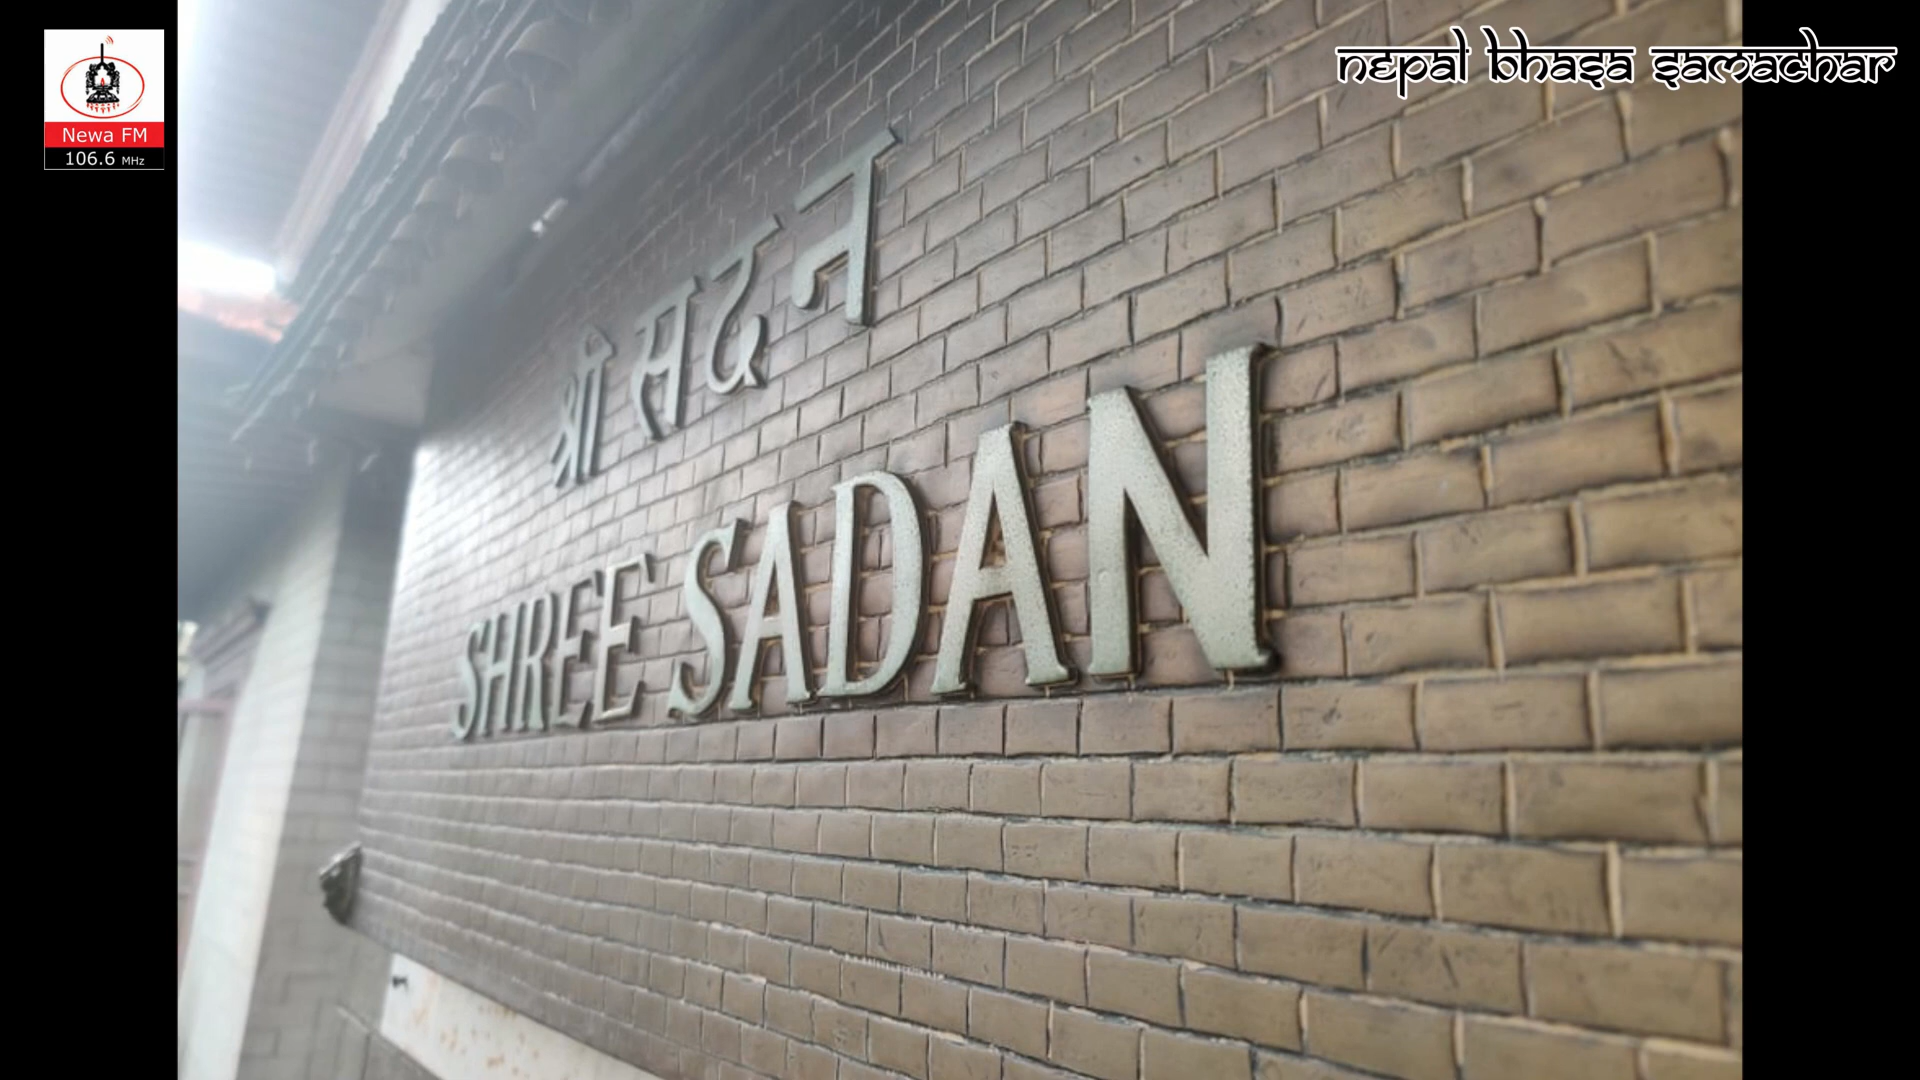 Newa FM
106.6 MHz
nepal bhasa samachar
श्री सदन
SHREE SADAN